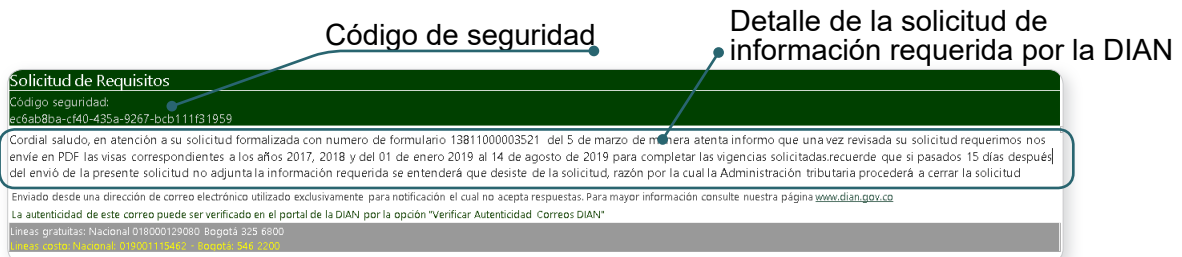 Código de seguridad
Detalle de la solicitud de
información requerida por la DIAN
Solicitud de Requisitos
Código seguridad:
ec6ab8ba-cf40-435a-9267-bcb111f31959
Cordial saludo, en atención a su solicitud formalizada con numero de formulario 13811000003521 del 5 de marzo de manera atenta informo que una vez revisada su solicitud requerimos nos
envíe en PDF las visas correspondientes a los años 2017, 2018 y del 01 de enero 2019 al 14 de agosto de 2019 para completar las vigencias solicitadas.recuerde que si pasados 15 días después
del envió de la presente solicitud no adjunta la información requerida se entenderá que desiste de la solicitud, razón por la cual la Administración tributaria procederá a cerrar la solicitud
Enviado desde una dirección de correo electrónico utilizado exclusivamente para notificación el cual no acepta respuestas. Para mayor información consulte nuestra página www.dian.gov.co
La autenticidad de este correo puede ser verificado en el portal de la DIAN por la opción "Verificar Autenticidad Correos DIAN"
Lineas gratuitas: Nacional 018000129080 Bogotá 325 6800
Lineas costo: Nacional: 019001115462 - Bogotá: 546 2200